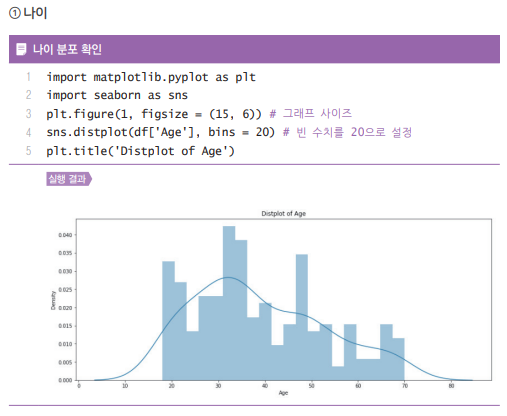 ① 나이
나이 분포 확인
1 import matplotlib.pyplot as plt
2 import seaborn as sns
3 plt.figure(1, figsize = (15, 6)) # 그래프 사이즈
4 sns.distplot(df['Age'], bins = 20) # 빈 수치를 20으로 설정
5 plt.title('Distplot of Age')
실행 결과
Distplot of Age
0.040
0.035
0.030
0.025
0.020
0.015
0.010
0.005
0.000
Density
0 10 20 30 40 50 60 70 80
Age